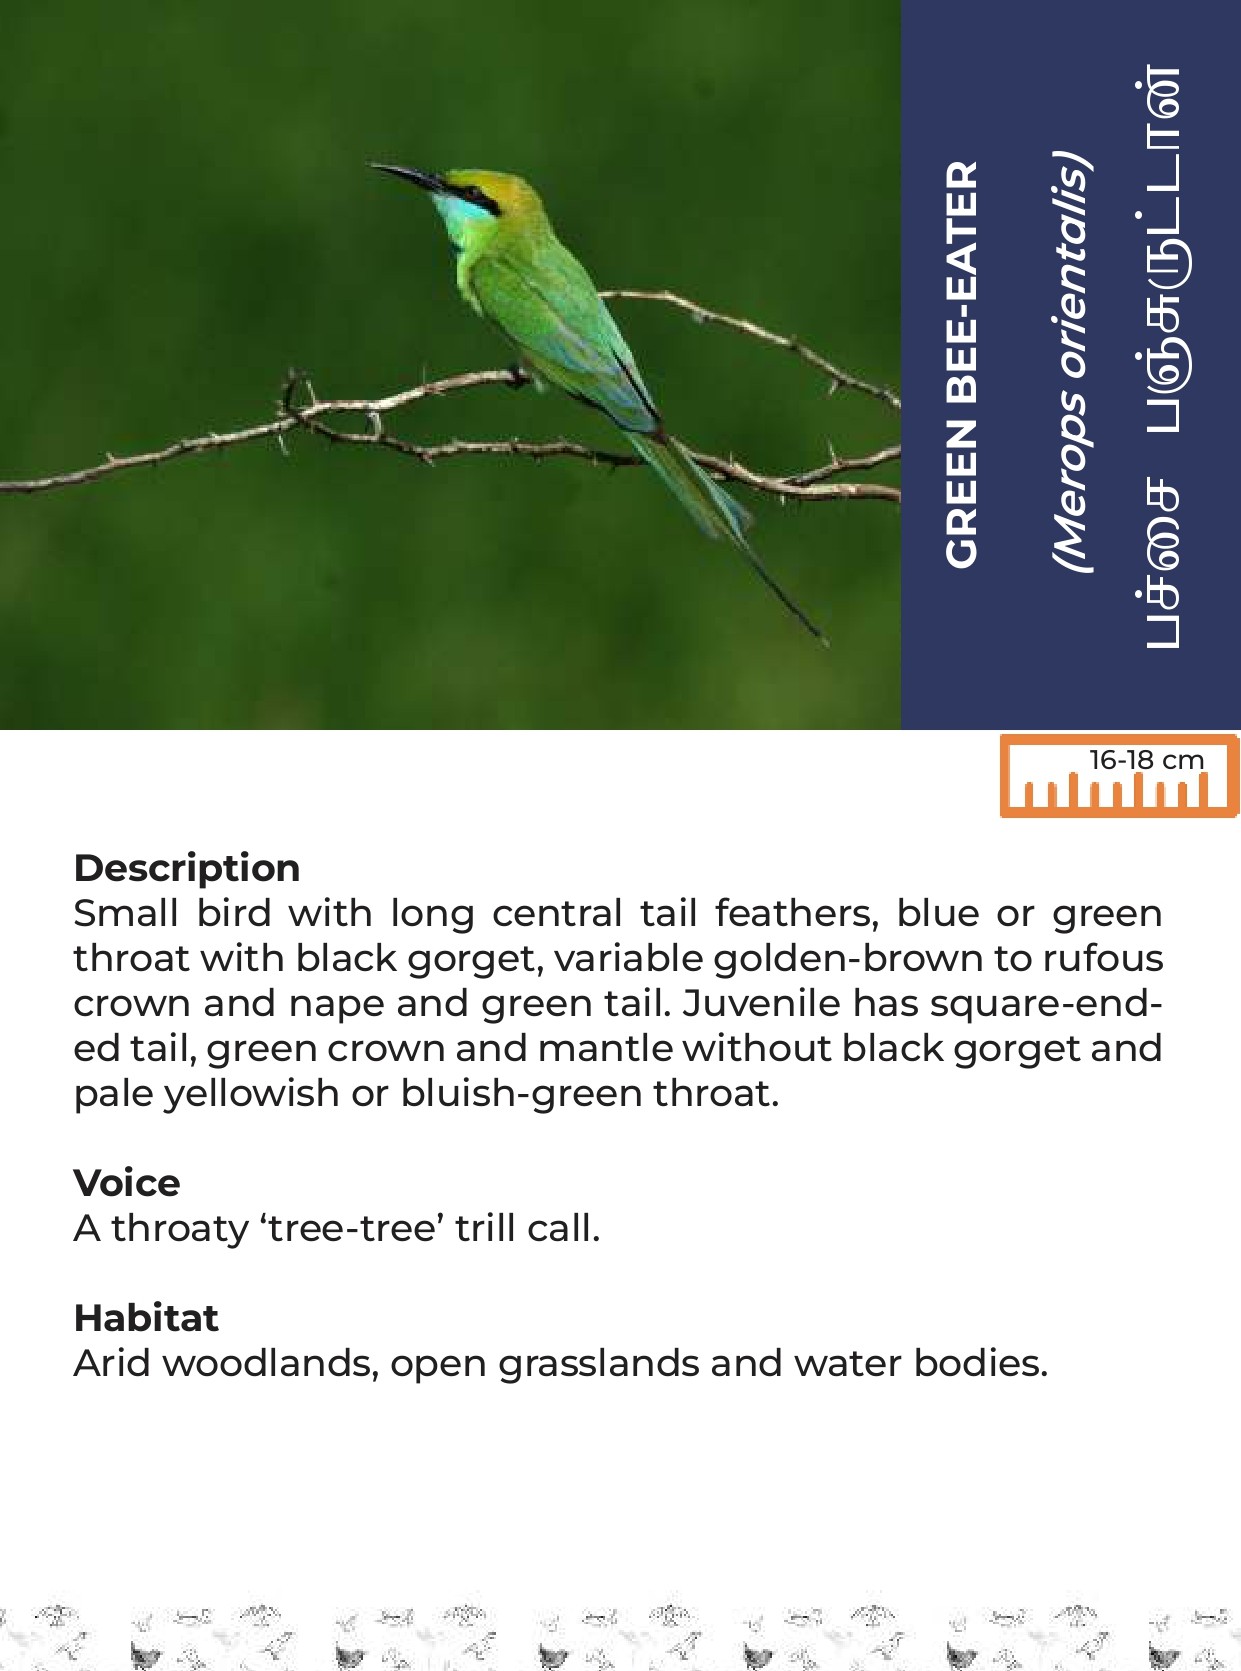 GREEN BEE-EATER
(Merops orientalis)
பச்சை பஞ்சுருட்டான்
16-18 cm
Description
Small bird with long central tail feathers, blue or green
throat with black gorget, variable golden-brown to rufous
crown and nape and green tail. Juvenile has square-end-
ed tail, green crown and mantle without black gorget and
pale yellowish or bluish-green throat.
Voice
A throaty ‘tree-tree’ trill call.
Habitat
Arid woodlands, open grasslands and water bodies.